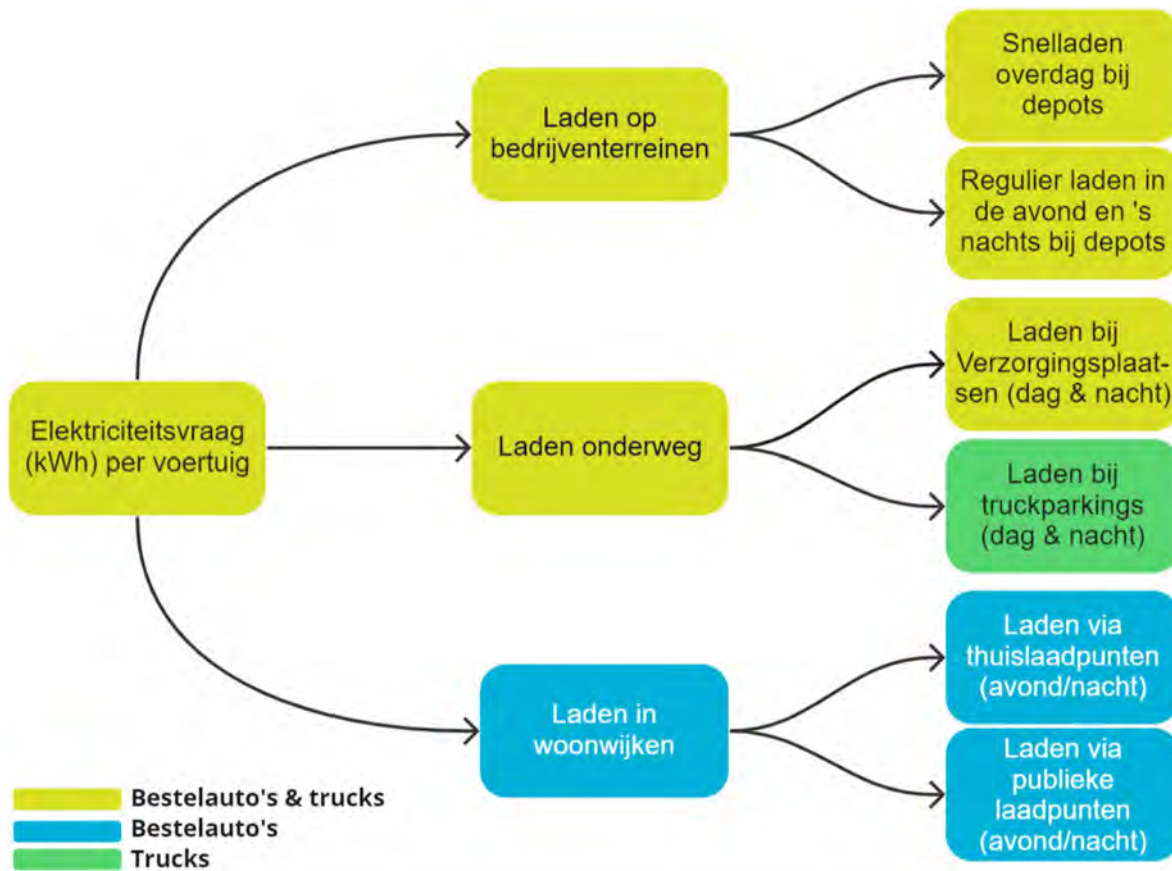 Snelladen
overdag bij
depots
Laden op
bedrijventerreinen
Regulier laden in
de avond en 's
nachts bij depots
Laden bij
Verzorgingsplaat-
sen (dag & nacht)
Elektriciteitsvraag
(kWh) per voertuig
Laden onderweg
Laden bij
truckparkings
(dag & nacht)
Laden via
thuislaadpunten
(avond/nacht)
Laden in
woonwijken
Laden via
publieke
laadpunten
(avond/nacht)
Bestelauto's & trucks
Bestelauto's
Trucks